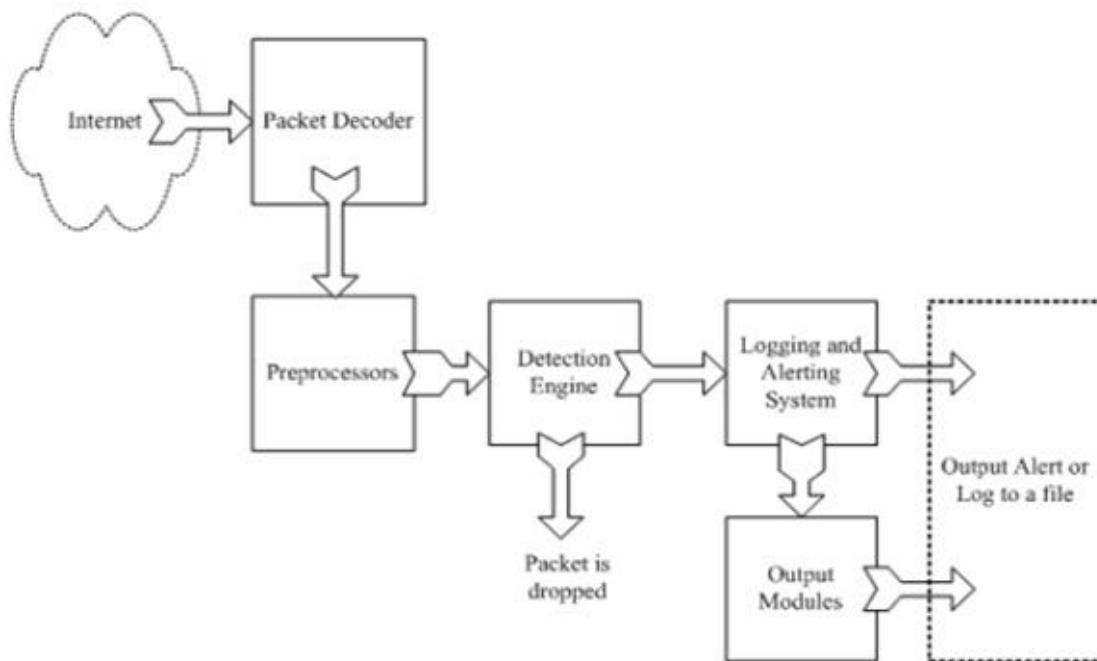 Internet
Packet Decoder
Preprocessors
Detection
Engine
Logging and
Alerting
System
Output Alert or
Log to a file
Packet is
dropped
Output
Modules